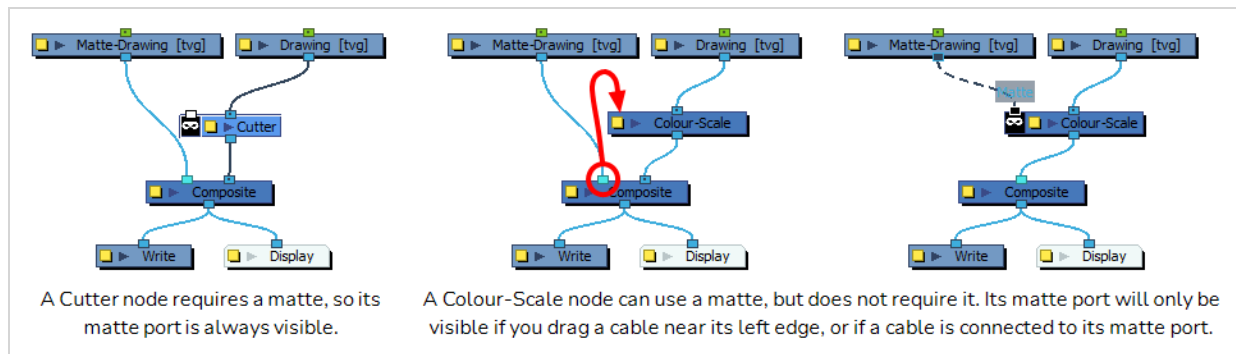 Matte-Drawing [tvg] Drawing [tvg] Matte-Drawing [tvg] Drawing [tvg] Matte-Drawing [tvg] Drawing [tvg]
Matte
Cutter Colour-Scale Colour-Scale
Composite Composite Composite
Write Display Write Display Write Display
A Cutter node requires a matte, so its
matte port is always visible.
A Colour-Scale node can use a matte, but does not require it. Its matte port will only be
visible if you drag a cable near its left edge, or if a cable is connected to its matte port.